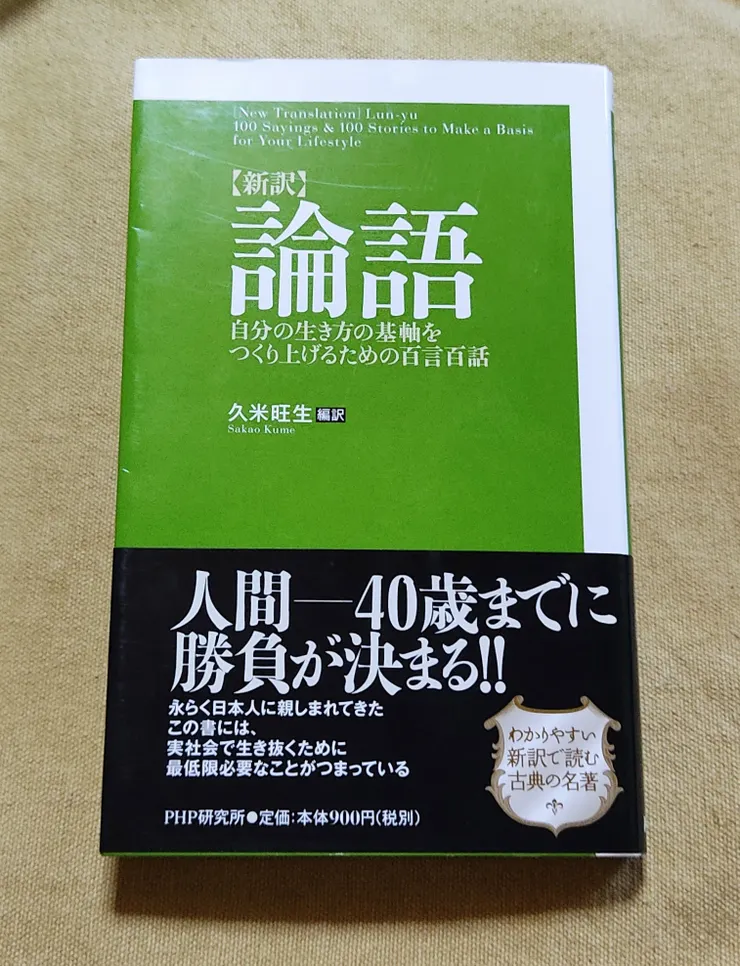 [New Translation] Lun-yu
100 Sayings & 100 Stories to Make a Basis
for Your Lifestyle
【新訳】
論語
自分の生き方の基軸を
つくり上げるための百言百話
久米旺生 編訳
Sakao Kume
人間―40歳までに
勝負が決まる!!
永らく日本人に親しまれてきた
この書には、
実社会で生き抜くために
最低限必要なことがつまっている
わかりやすい
新訳で読む
古典の名著
PHP研究所●定価:本体900円(税別)